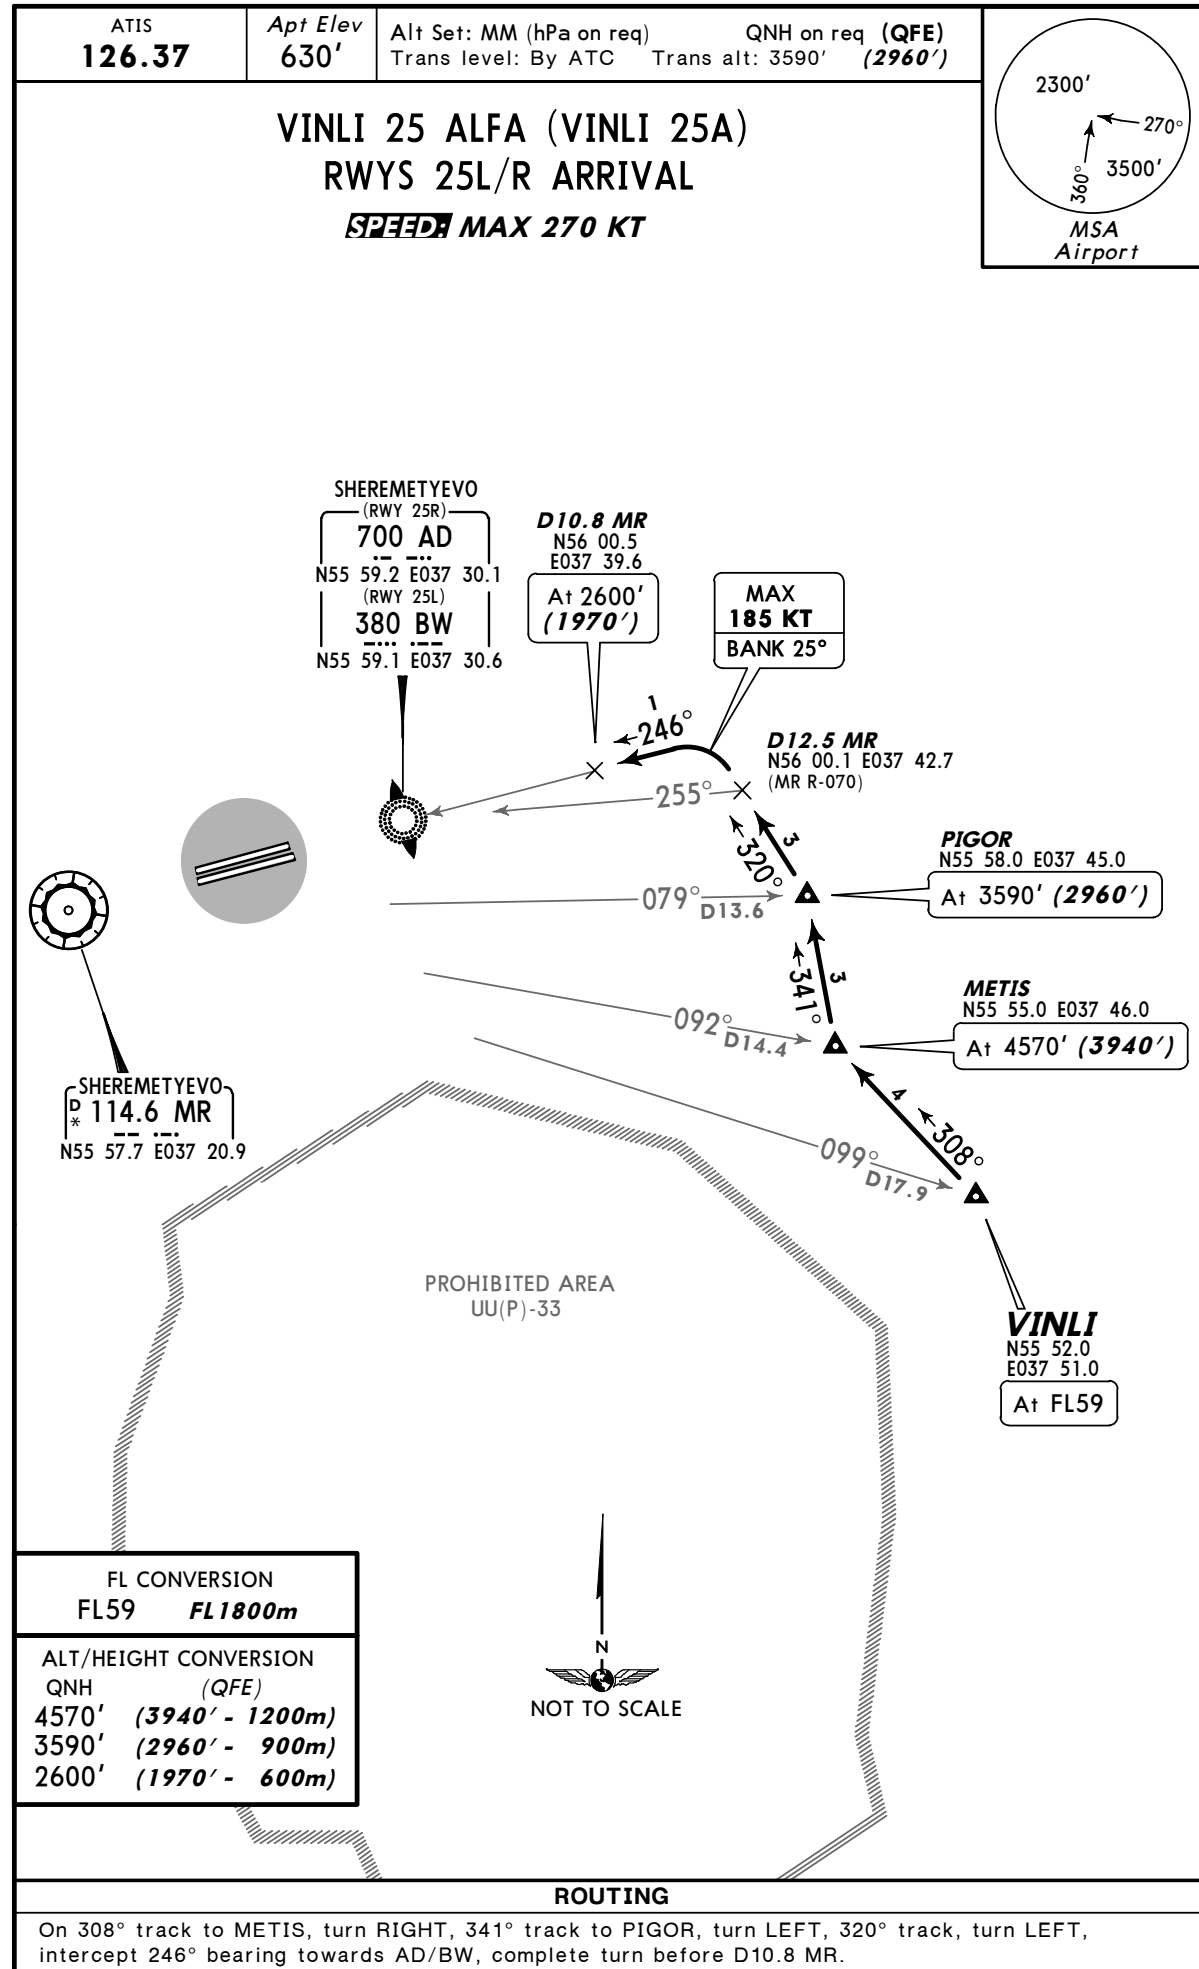 ATIS
126.37
Apt Elev
630'
Alt Set: MM (hPa on req) QNH on req (QFE)
Trans level: By ATC Trans alt: 3590' (2960')
2300'
270°
3500'
360°
MSA
Airport
VINLI 25 ALFA (VINLI 25A)
RWYS 25L/R ARRIVAL
SPEED: MAX 270 KT
SHEREMETYEVO
(RWY 25R)
700 AD
N55 59.2 E037 30.1
(RWY 25L)
380 BW
N55 59.1 E037 30.6
D10.8 MR
N56 00.5
E037 39.6
At 2600'
(1970')
MAX
185 KT
BANK 25°
1
246°
D12.5 MR
N56 00.1 E037 42.7
(MR R-070)
255°
3
320°
PIGOR
N55 58.0 E037 45.0
At 3590' (2960')
079°
D13.6
3
341°
METIS
N55 55.0 E037 46.0
At 4570' (3940')
092°
D14.4
4
308°
099°
D17.9
SHEREMETYEVO
D
* 114.6 MR
N55 57.7 E037 20.9
PROHIBITED AREA
UU(P)-33
VINLI
N55 52.0
E037 51.0
At FL59
N
NOT TO SCALE
FL CONVERSION
FL59 FL1800m
ALT/HEIGHT CONVERSION
QNH (QFE)
4570' (3940' - 1200m)
3590' (2960' - 900m)
2600' (1970' - 600m)
ROUTING
On 308° track to METIS, turn RIGHT, 341° track to PIGOR, turn LEFT, 320° track, turn LEFT,
intercept 246° bearing towards AD/BW, complete turn before D10.8 MR.